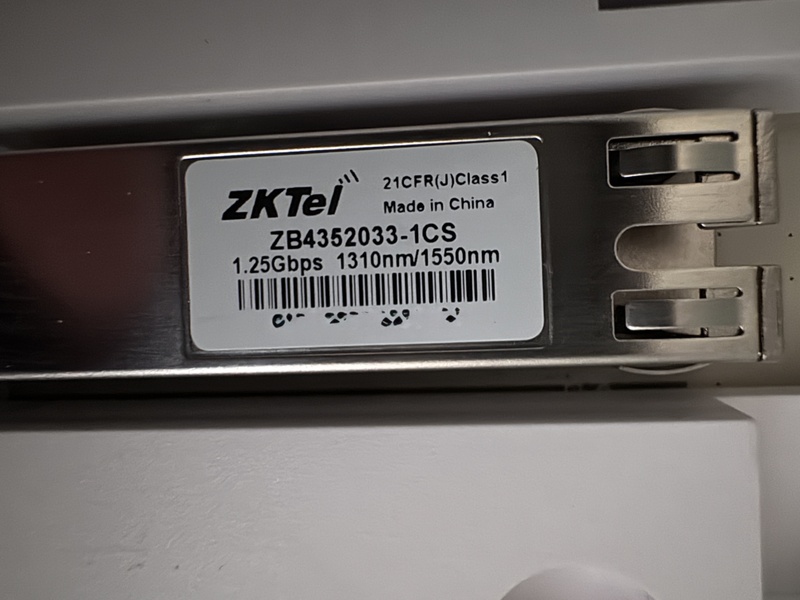 ZKTel
21CFR(J)Class1
Made in China
ZB4352033-1CS
1.25Gbps 1310nm/1550nm